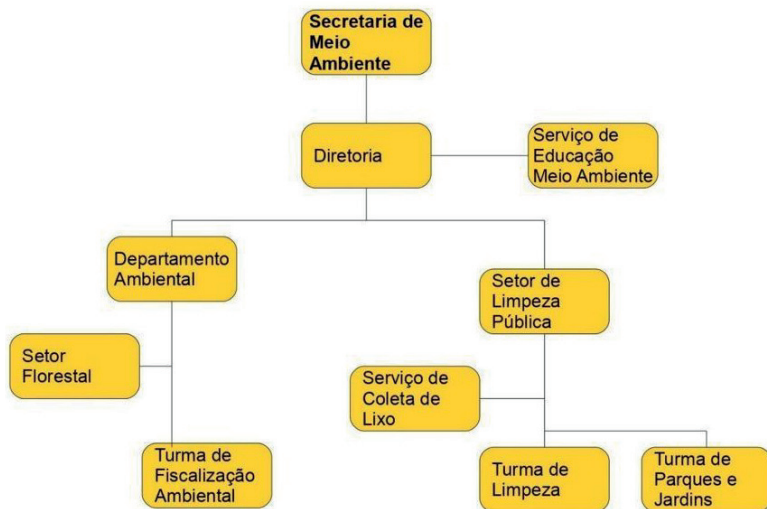 Secretaria de
Meio
Ambiente
Diretoria
Serviço de
Educação
Meio Ambiente
Departamento
Ambiental
Setor de
Limpeza
Pública
Setor
Florestal
Serviço de
Coleta de
Lixo
Turma de
Fiscalização
Ambiental
Turma de
Limpeza
Turma de
Parques e
Jardins